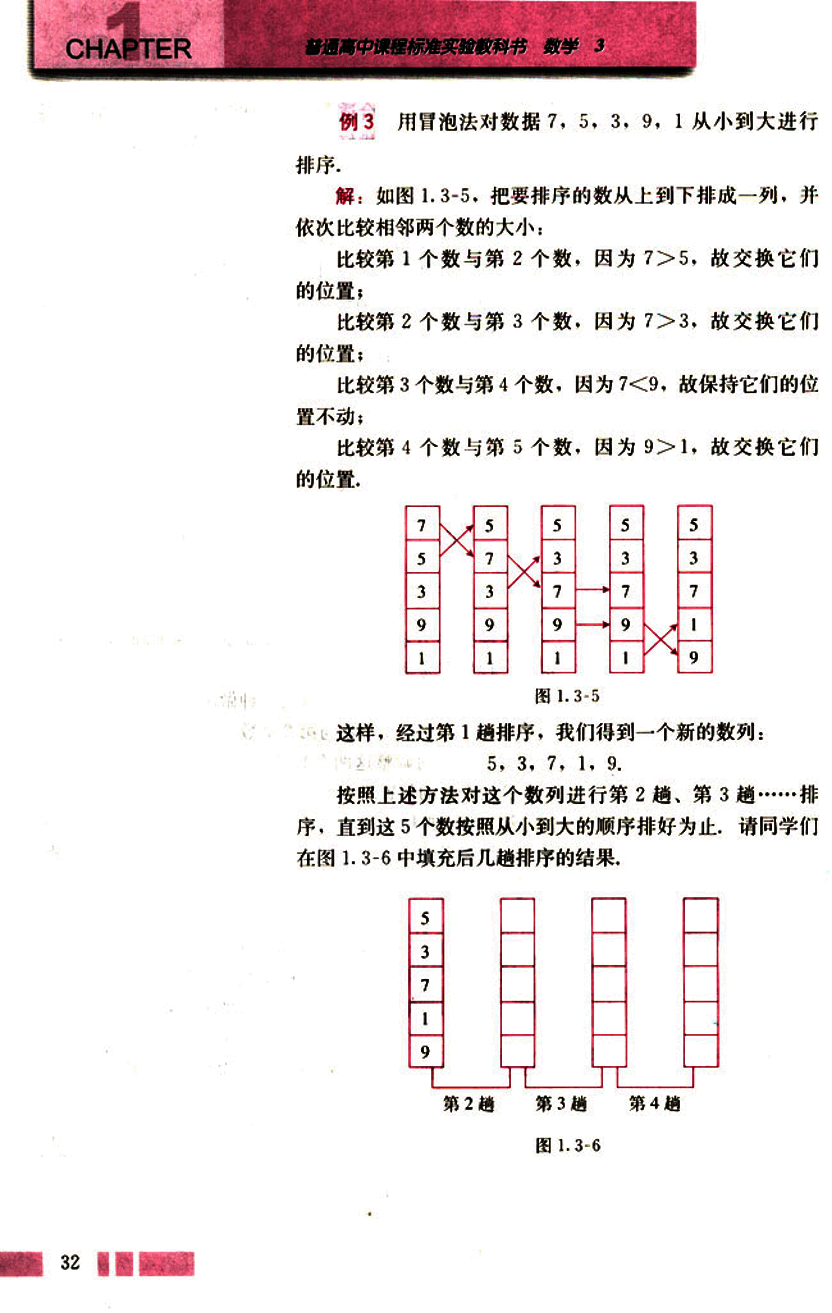 1
CHAPTER
普通高中课程标准实验教科书 数学 3
例3 用冒泡法对数据 7，5，3，9，1 从小到大进行
排序.
解：如图 1.3-5，把要排序的数从上到下排成一列，并
依次比较相邻两个数的大小：
比较第 1 个数与第 2 个数，因为 7＞5，故交换它们
的位置；
比较第 2 个数与第 3 个数，因为 7＞3，故交换它们
的位置；
比较第 3 个数与第 4 个数，因为 7＜9，故保持它们的位
置不动；
比较第 4 个数与第 5 个数，因为 9＞1，故交换它们
的位置.
7 5 5 5 5
5 7 3 3 3
3 3 7 7 7
9 9 9 9 1
1 1 1 1 9
图 1.3-5
这样，经过第 1 趟排序，我们得到一个新的数列：
5，3，7，1，9.
按照上述方法对这个数列进行第 2 趟、第 3 趟……排
序，直到这 5 个数按照从小到大的顺序排好为止. 请同学们
在图 1.3-6 中填充后几趟排序的结果.
5
3
7
1
9
第 2 趟 第 3 趟 第 4 趟
图 1.3-6
32